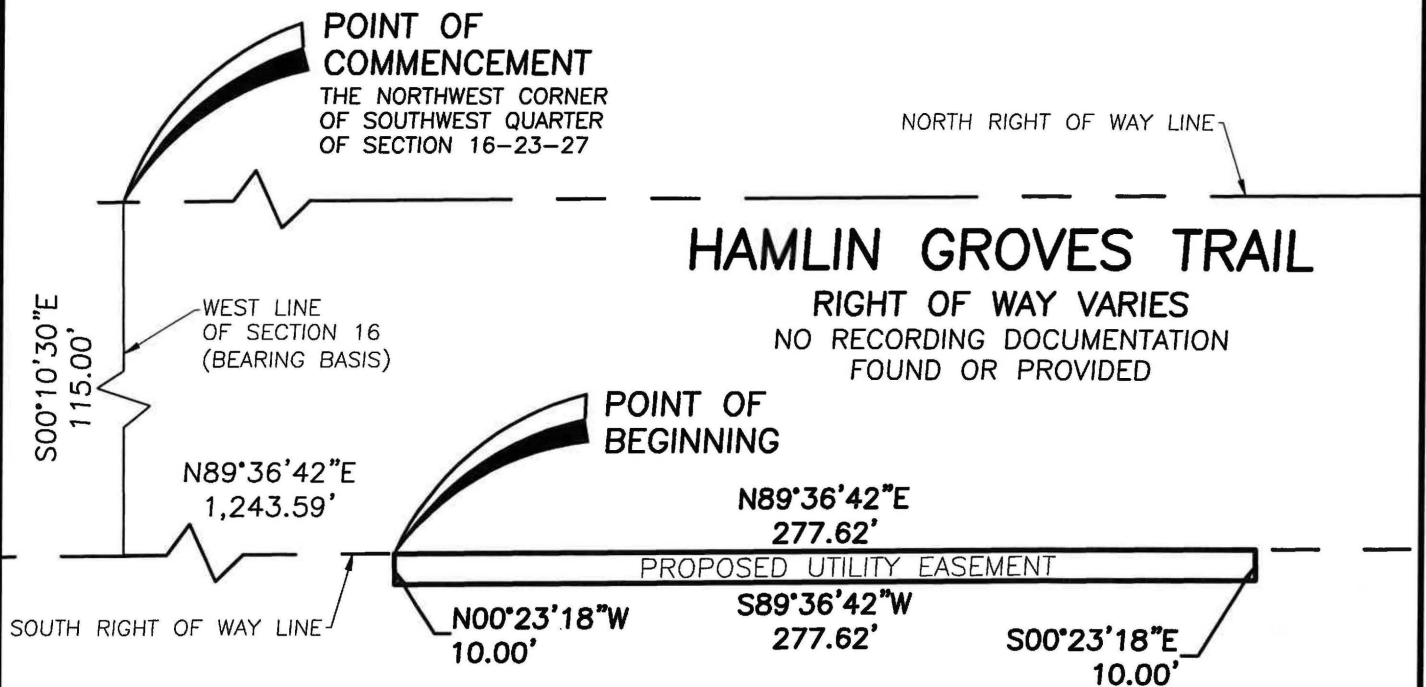 POINT OF
COMMENCEMENT
THE NORTHWEST CORNER
OF SOUTHWEST QUARTER
OF SECTION 16-23-27
NORTH RIGHT OF WAY LINE
HAMLIN GROVES TRAIL
RIGHT OF WAY VARIES
NO RECORDING DOCUMENTATION
FOUND OR PROVIDED
S00°10'30"E
115.00'
WEST LINE
OF SECTION 16
(BEARING BASIS)
POINT OF
BEGINNING
N89°36'42"E
1,243.59'
N89°36'42"E
277.62'
PROPOSED UTILITY EASEMENT
SOUTH RIGHT OF WAY LINE
N00°23'18"W
10.00'
S89°36'42"W
277.62'
S00°23'18"E
10.00'